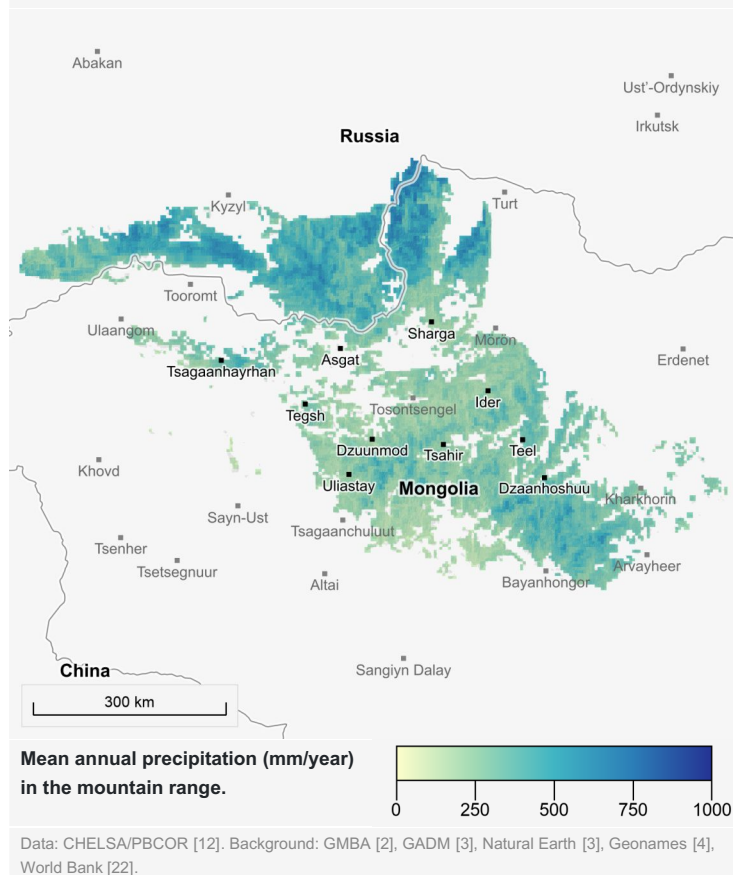 Abakan
Ust'-Ordynskiy
Irkutsk
Russia
Kyzyl
Turt
Tooromt
Ulaangom
Sharga
Mörön
Asgat
Erdenet
Tsagaanhayrhan
Ider
Tegsh
Tosontsengel
Dzuunmod
Tsahir
Teel
Khovd
Uliastay
Mongolia
Dzaanhoshuu
Kharkhorin
Sayn-Ust
Tsagaanchuluut
Tsenher
Tsetsegnuur
Altai
Bayanhongor
Arvayheer
China
Sangiyn Dalay
300 km
Mean annual precipitation (mm/year)
in the mountain range.
0 250 500 750 1000
Data: CHELSA/PBCOR [12]. Background: GMBA [2], GADM [3], Natural Earth [3], Geonames [4],
World Bank [22].